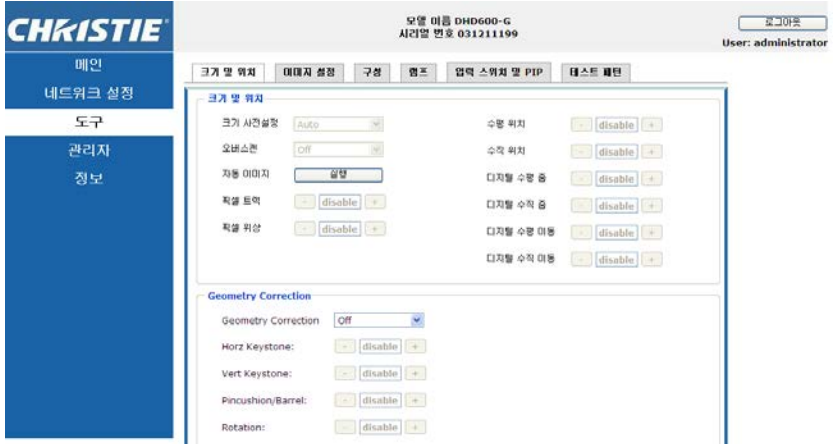 CHRISTIE
모델 이름 DHD600-G
시리얼 번호 031211199
로그아웃
User: administrator
메인
네트워크 설정
도구
관리자
정보
크기 및 위치 이미지 설정 구성 램프 입력 스위치 및 PIP 테스트 패턴
크기 및 위치
크기 사전설정 Auto 수평 위치 - disable +
오버스캔 Off 수직 위치 - disable +
자동 이미지 실행 디지털 수평 줌 - disable +
픽셀 트랙 - disable + 디지털 수직 줌 - disable +
픽셀 위상 - disable + 디지털 수평 이동 - disable +
디지털 수직 이동 - disable +
Geometry Correction
Geometry Correction Off
Horz Keystone: - disable +
Vert Keystone: - disable +
Pincushion/Barrel: - disable +
Rotation: - disable +